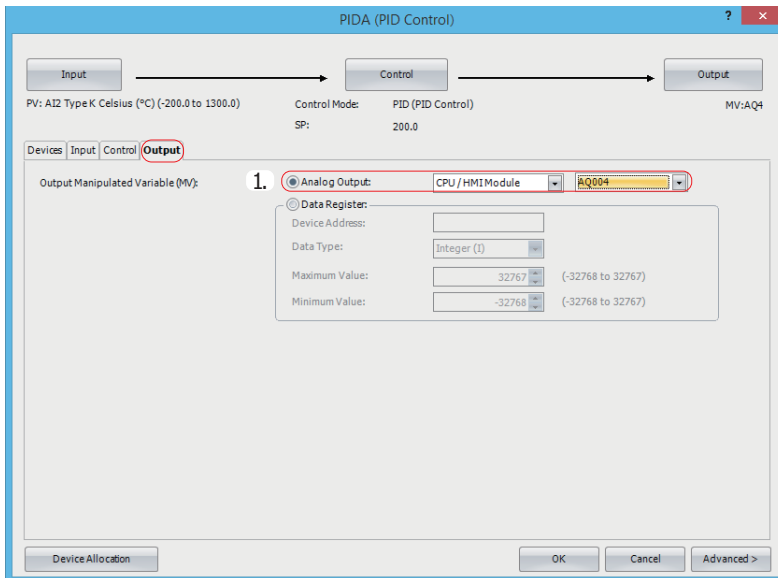 PIDA (PID Control)
? ×
Input Control Output
PV: AI2 Type K Celsius (°C) (-200.0 to 1300.0) Control Mode: PID (PID Control) MV:AQ4
SP: 200.0
Devices Input Control Output
Output Manipulated Variable (MV): 1. Analog Output: CPU / HMI Module AQ004
Data Register:
Device Address:
Data Type: Integer (I)
Maximum Value: 32767 (-32768 to 32767)
Minimum Value: -32768 (-32768 to 32767)
Device Allocation OK Cancel Advanced >